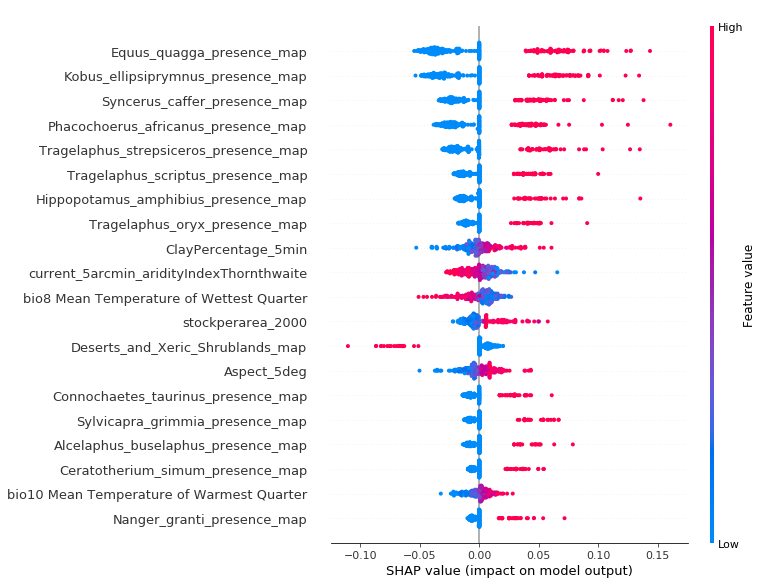 High
Equus_quagga_presence_map
Kobus_ellipsiprymnus_presence_map
Syncerus_caffer_presence_map
Phacochoerus_africanus_presence_map
Tragelaphus_strepsiceros_presence_map
Tragelaphus_scriptus_presence_map
Hippopotamus_amphibius_presence_map
Tragelaphus_oryx_presence_map
ClayPercentage_5min
current_5arcmin_aridityIndexThornthwaite
bio8 Mean Temperature of Wettest Quarter
stockperarea_2000
Deserts_and_Xeric_Shrublands_map
Aspect_5deg
Connochaetes_taurinus_presence_map
Sylvicapra_grimmia_presence_map
Alcelaphus_buselaphus_presence_map
Ceratotherium_simum_presence_map
bio10 Mean Temperature of Warmest Quarter
Nanger_granti_presence_map
Feature value
Low
−0.10 −0.05 0.00 0.05 0.10 0.15
SHAP value (impact on model output)